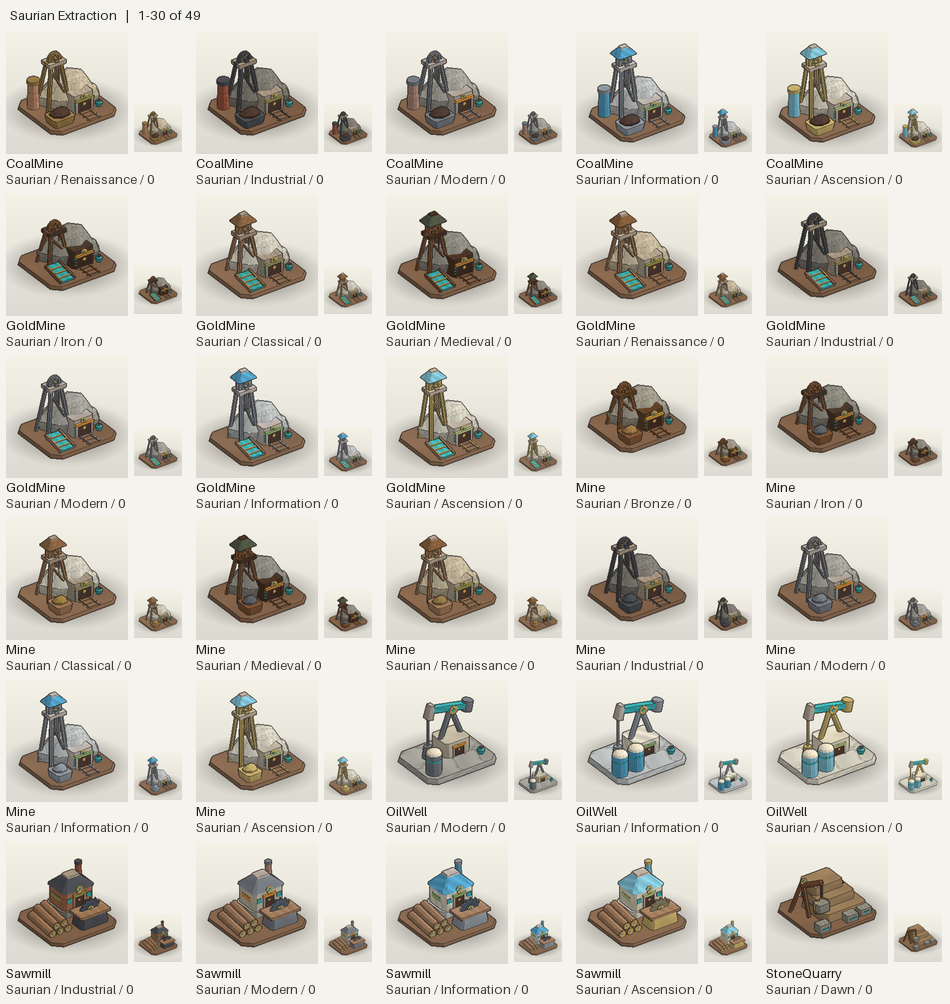 Saurian Extraction | 1-30 of 49
CoalMine
Saurian / Renaissance / 0
CoalMine
Saurian / Industrial / 0
CoalMine
Saurian / Modern / 0
CoalMine
Saurian / Information / 0
CoalMine
Saurian / Ascension / 0
GoldMine
Saurian / Iron / 0
GoldMine
Saurian / Classical / 0
GoldMine
Saurian / Medieval / 0
GoldMine
Saurian / Renaissance / 0
GoldMine
Saurian / Industrial / 0
GoldMine
Saurian / Modern / 0
GoldMine
Saurian / Information / 0
GoldMine
Saurian / Ascension / 0
Mine
Saurian / Bronze / 0
Mine
Saurian / Iron / 0
Mine
Saurian / Classical / 0
Mine
Saurian / Medieval / 0
Mine
Saurian / Renaissance / 0
Mine
Saurian / Industrial / 0
Mine
Saurian / Modern / 0
Mine
Saurian / Information / 0
Mine
Saurian / Ascension / 0
OilWell
Saurian / Modern / 0
OilWell
Saurian / Information / 0
OilWell
Saurian / Ascension / 0
Sawmill
Saurian / Industrial / 0
Sawmill
Saurian / Modern / 0
Sawmill
Saurian / Information / 0
Sawmill
Saurian / Ascension / 0
StoneQuarry
Saurian / Dawn / 0